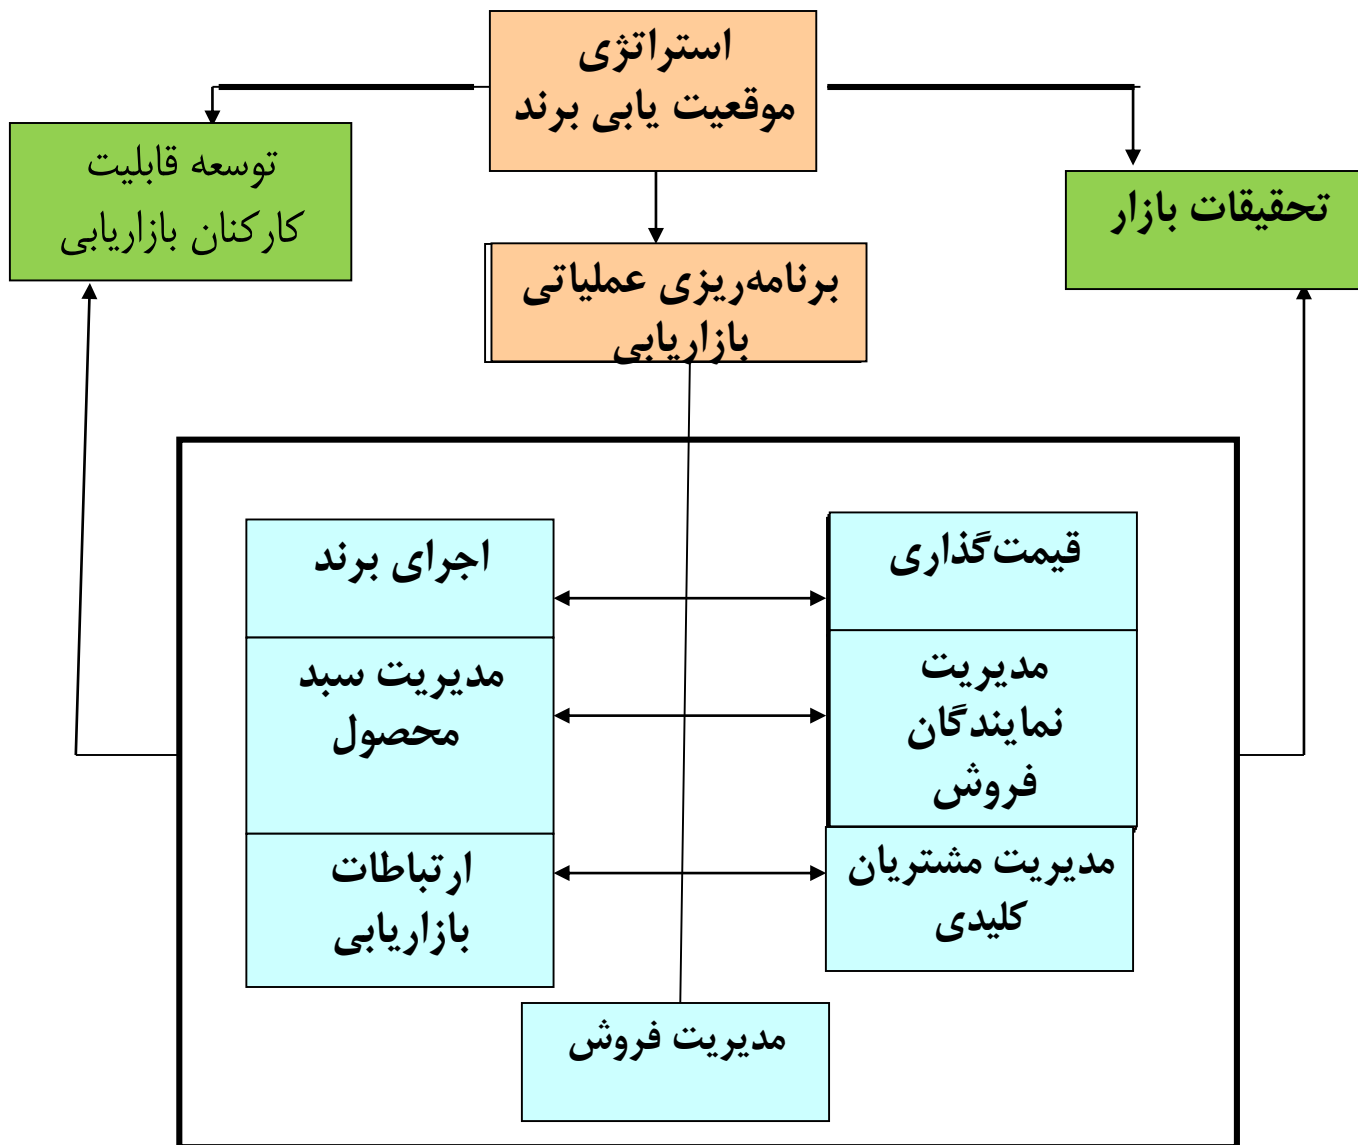 استراتژی
موقعیت یابی برند
تحقیقات بازار
توسعه قابلیت
کارکنان بازاریابی
برنامه‌ریزی عملیاتی
بازاریابی
قیمت‌گذاری
اجرای برند
مدیریت
نمایندگان
فروش
مدیریت سبد
محصول
مدیریت مشتریان
کلیدی
ارتباطات
بازاریابی
مدیریت فروش